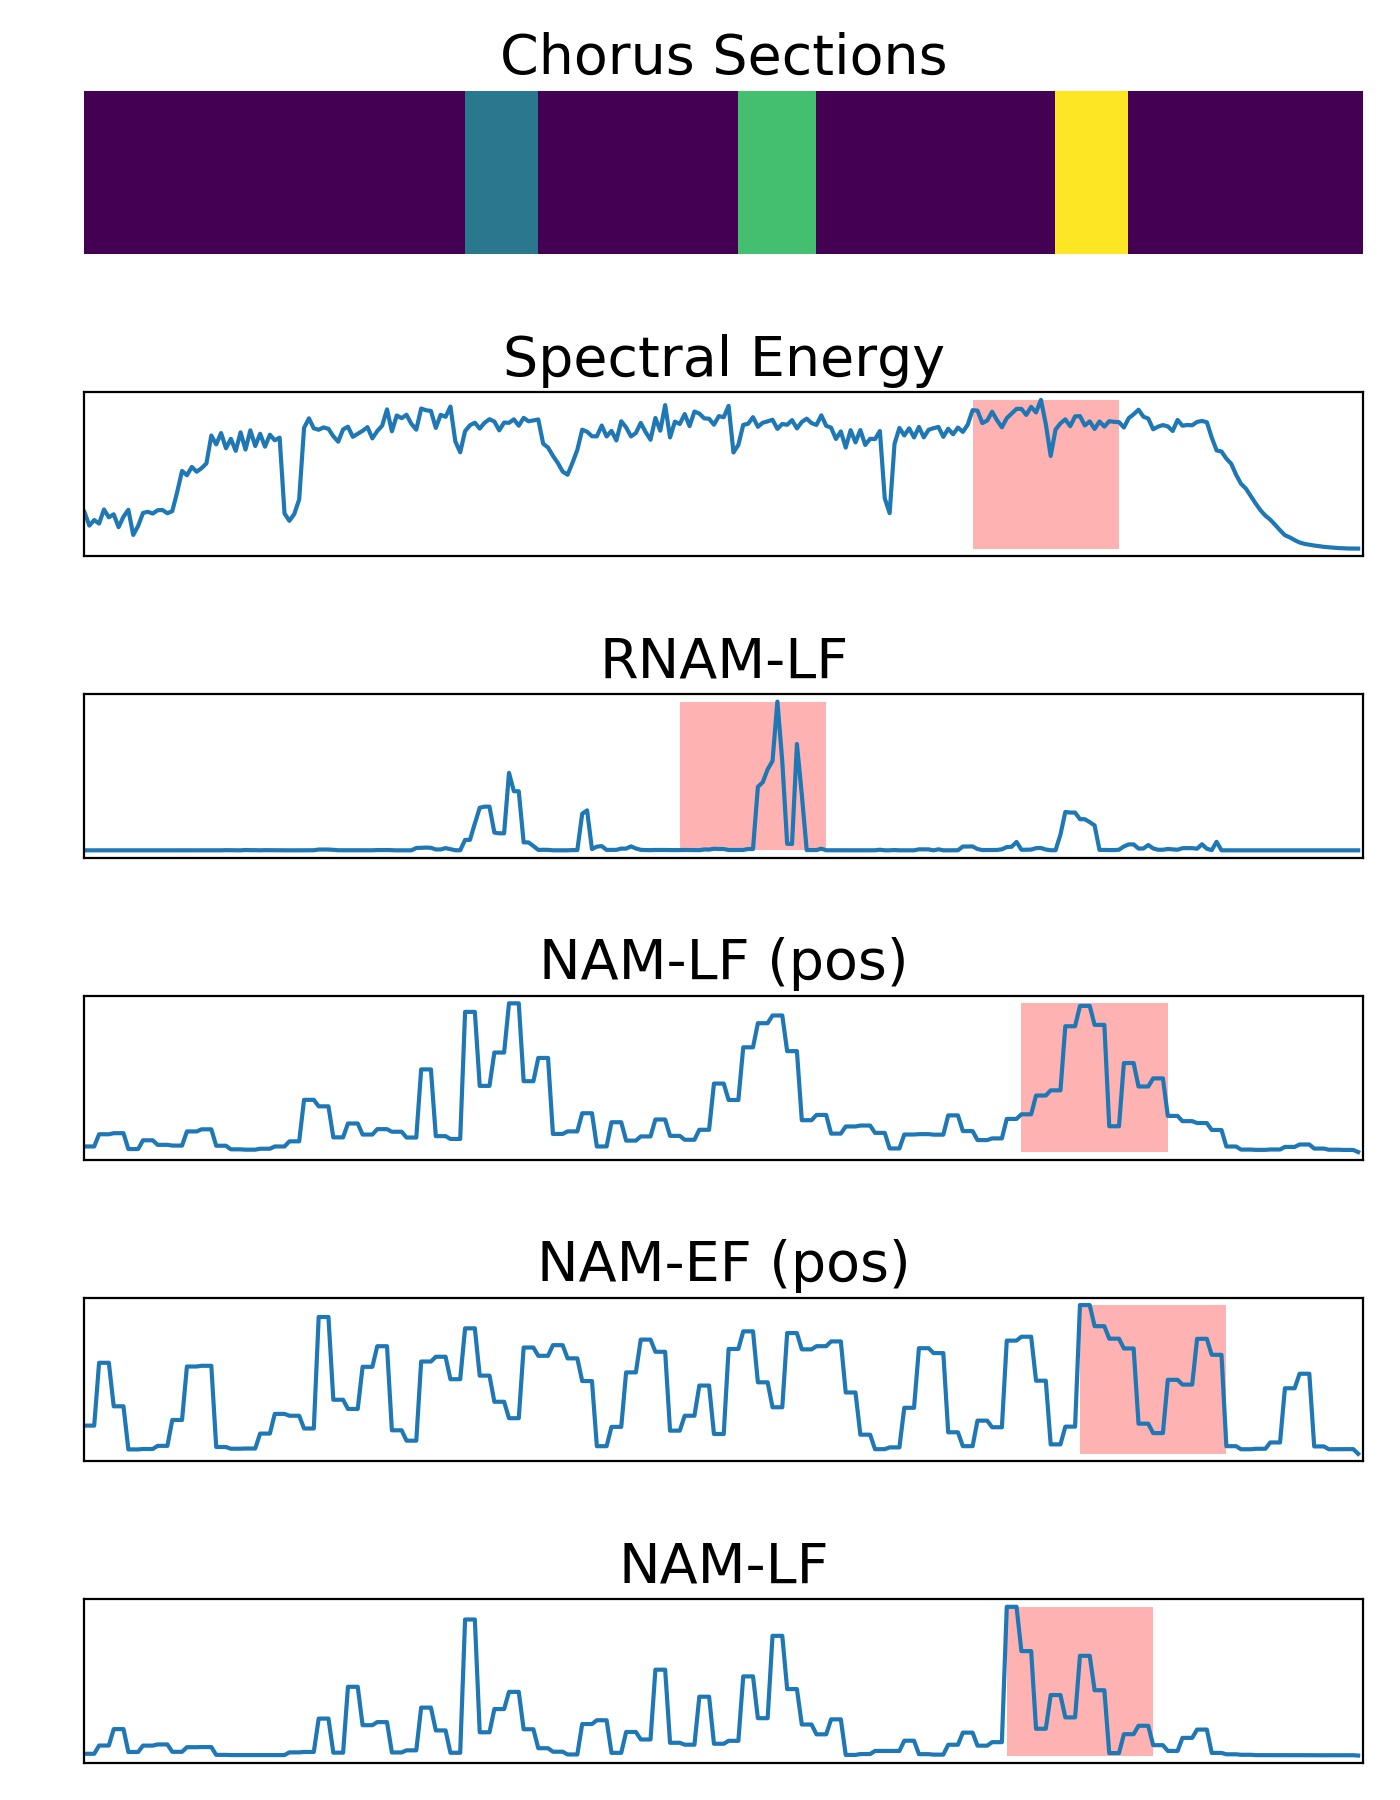 Chorus Sections
Spectral Energy
RNAM-LF
NAM-LF (pos)
NAM-EF (pos)
NAM-LF